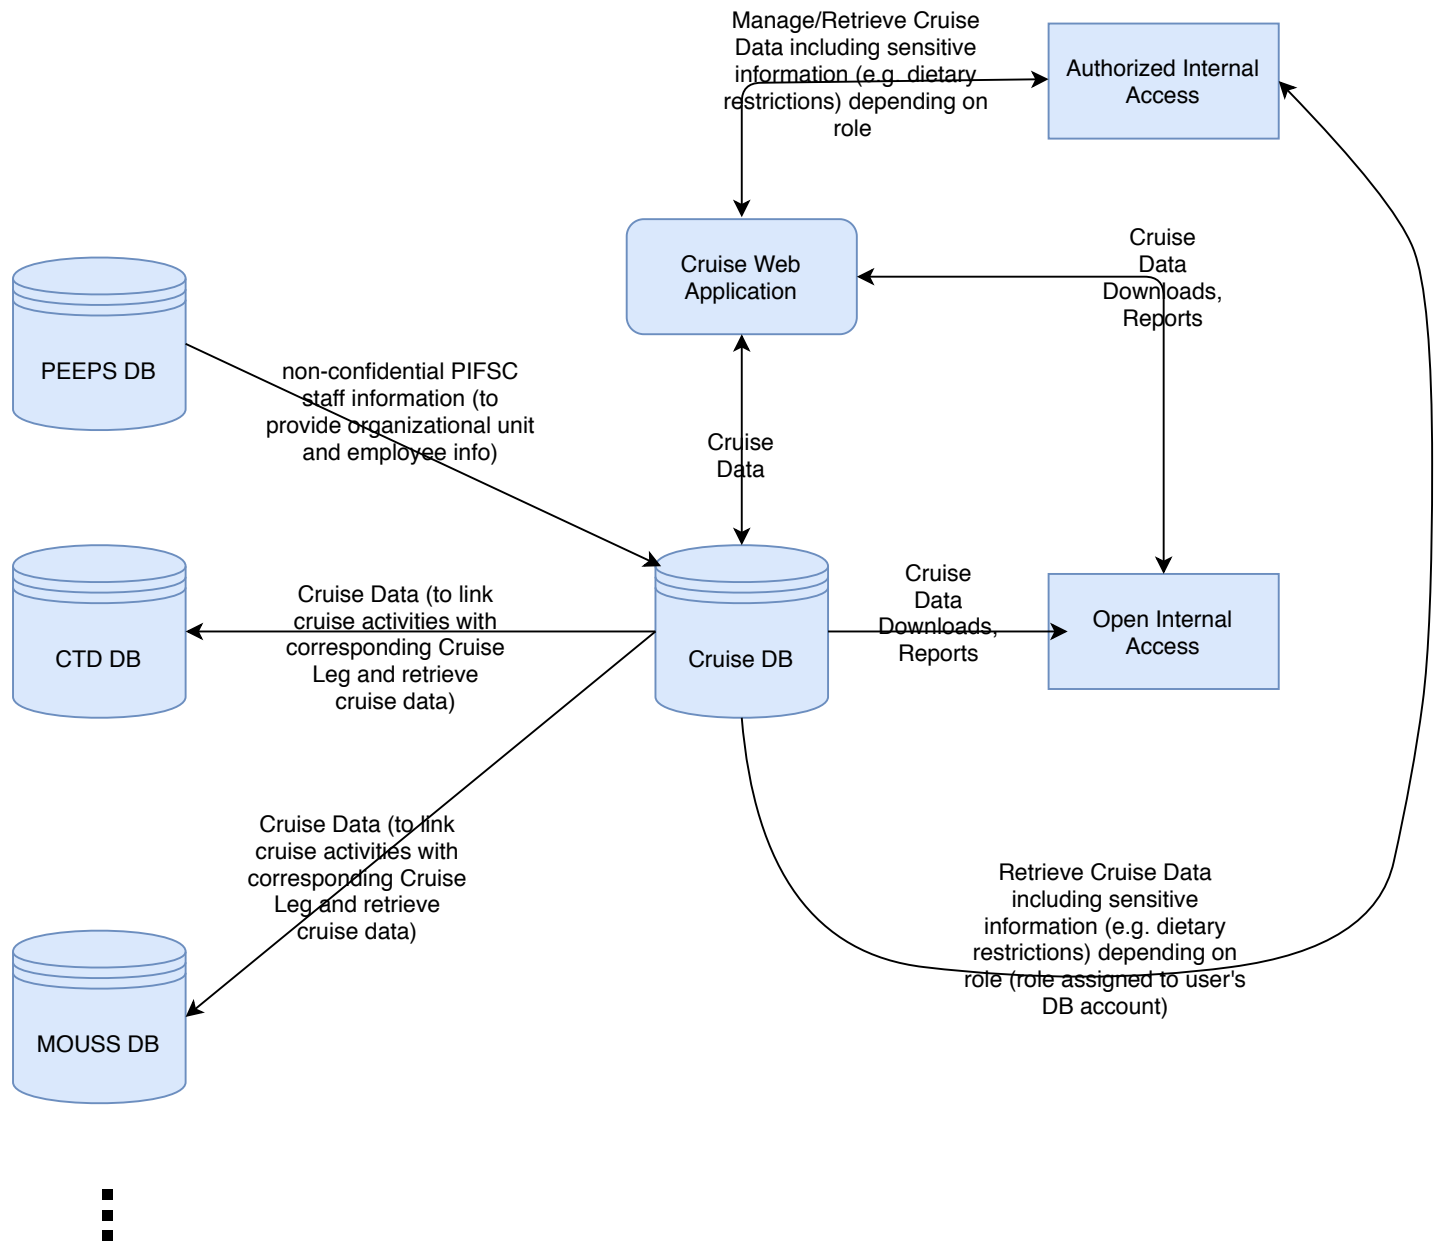 Manage/Retrieve Cruise
Data including sensitive
information (e.g. dietary
restrictions) depending on
role
Authorized Internal
Access
Cruise Web
Application
Cruise
Data
Downloads,
Reports
PEEPS DB
non-confidential PIFSC
staff information (to
provide organizational unit
and employee info)
Cruise
Data
CTD DB
Cruise Data (to link
cruise activities with
corresponding Cruise
Leg and retrieve
cruise data)
Cruise DB
Cruise
Data
Downloads,
Reports
Open Internal
Access
Cruise Data (to link
cruise activities with
corresponding Cruise
Leg and retrieve
cruise data)
Retrieve Cruise Data
including sensitive
information (e.g. dietary
restrictions) depending on
role (role assigned to user's
DB account)
MOUSS DB